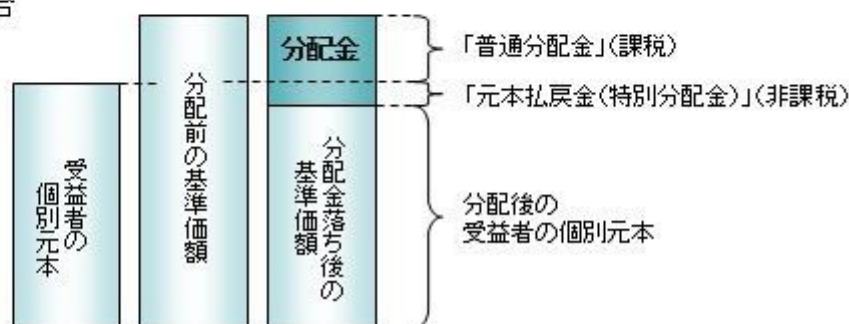 分配金
「普通分配金」(課税)
「元本払戻金(特別分配金)」(非課税)
受益者の
個別元本
分配前の基準価額
分配金落ち後の
基準価額
分配後の
受益者の個別元本